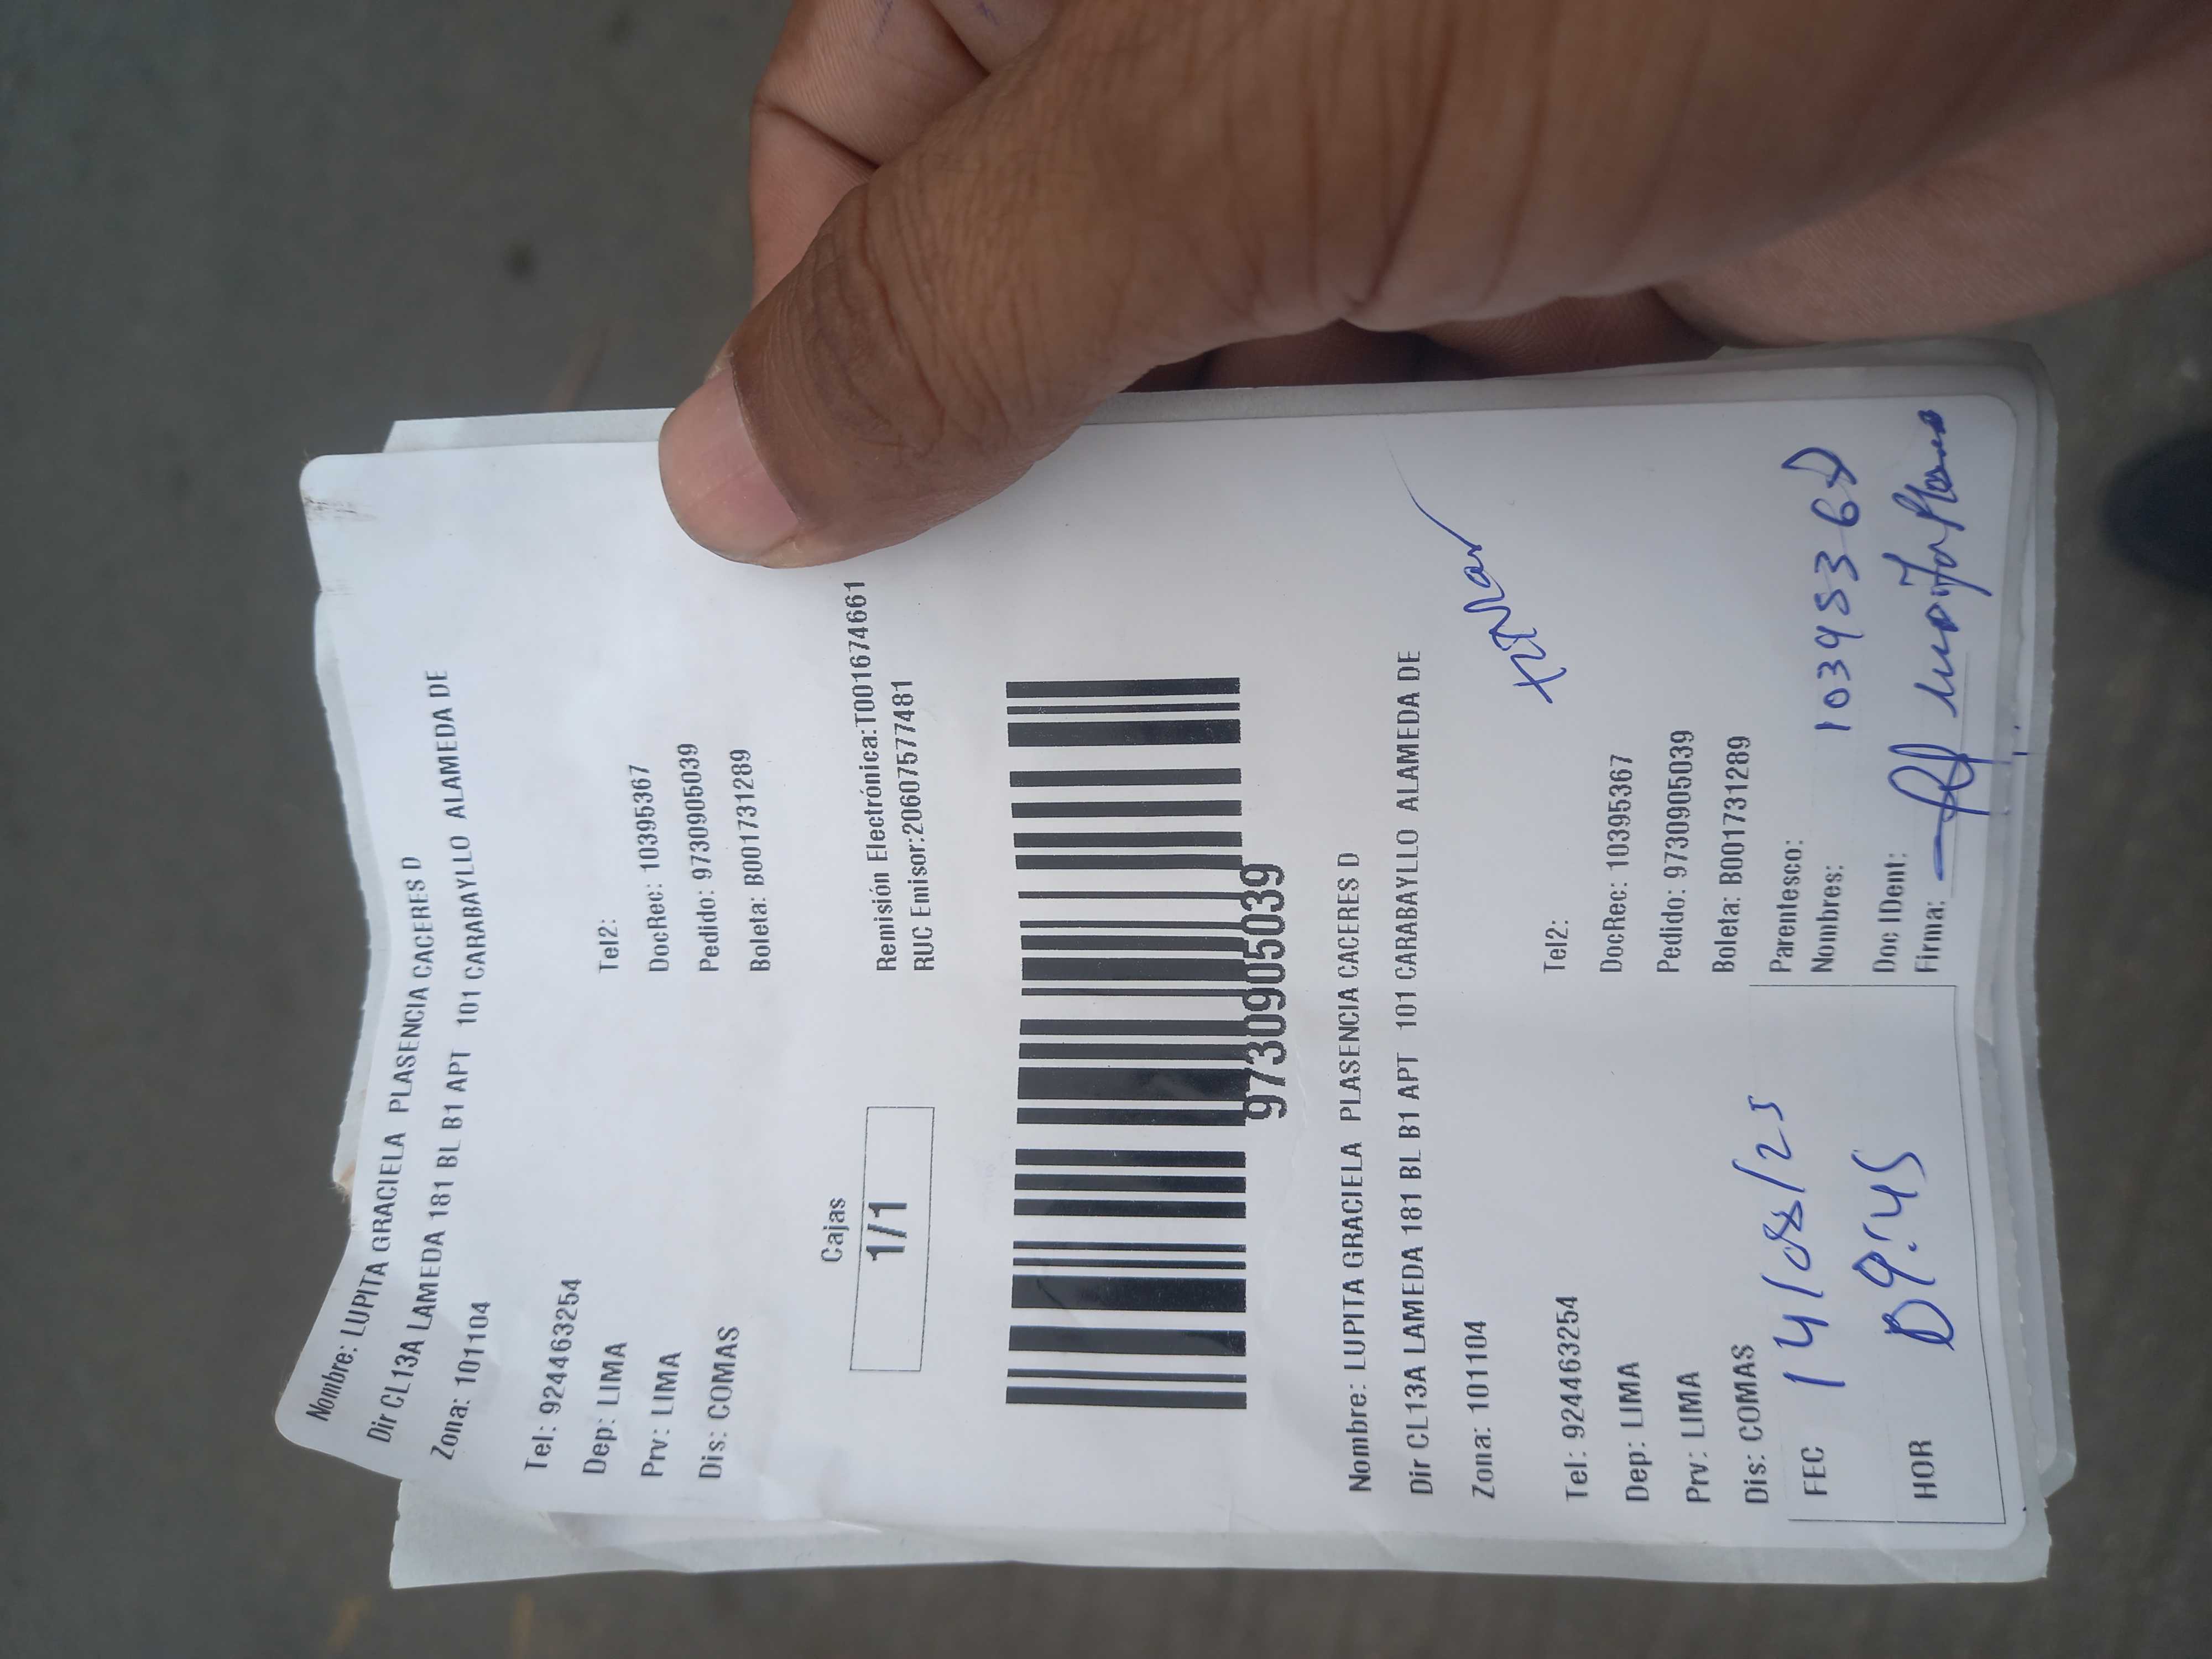 Nombre: LUPITA GRACIELA PLASENCIA CACERES D
Dir CL13A LAMEDA 181 BL B1 APT 101 CARABAYLLO ALAMEDA DE
Zona: 101104
Tel: 924463254 Tel2:
Dep: LIMA DocRec: 10395367
Prv: LIMA Pedido: 97309905039
Dis: COMAS Boleta: B001731289
Cajas
1/1
Remisión Electrónica:T001674661
RUC Emisor:20607577481
97309905039
Nombre: LUPITA GRACIELA PLASENCIA CACERES D
Dir CL13A LAMEDA 181 BL B1 APT 101 CARABAYLLO ALAMEDA DE
Zona: 101104
Tel: 924463254 Tel2:
Dep: LIMA DocRec: 10395367
Prv: LIMA Pedido: 97309905039
Dis: COMAS Boleta: B001731289
FEC 14/08/25
Parentesco:
Nombres:
HOR 09:45
Doc IDent:
Firma: